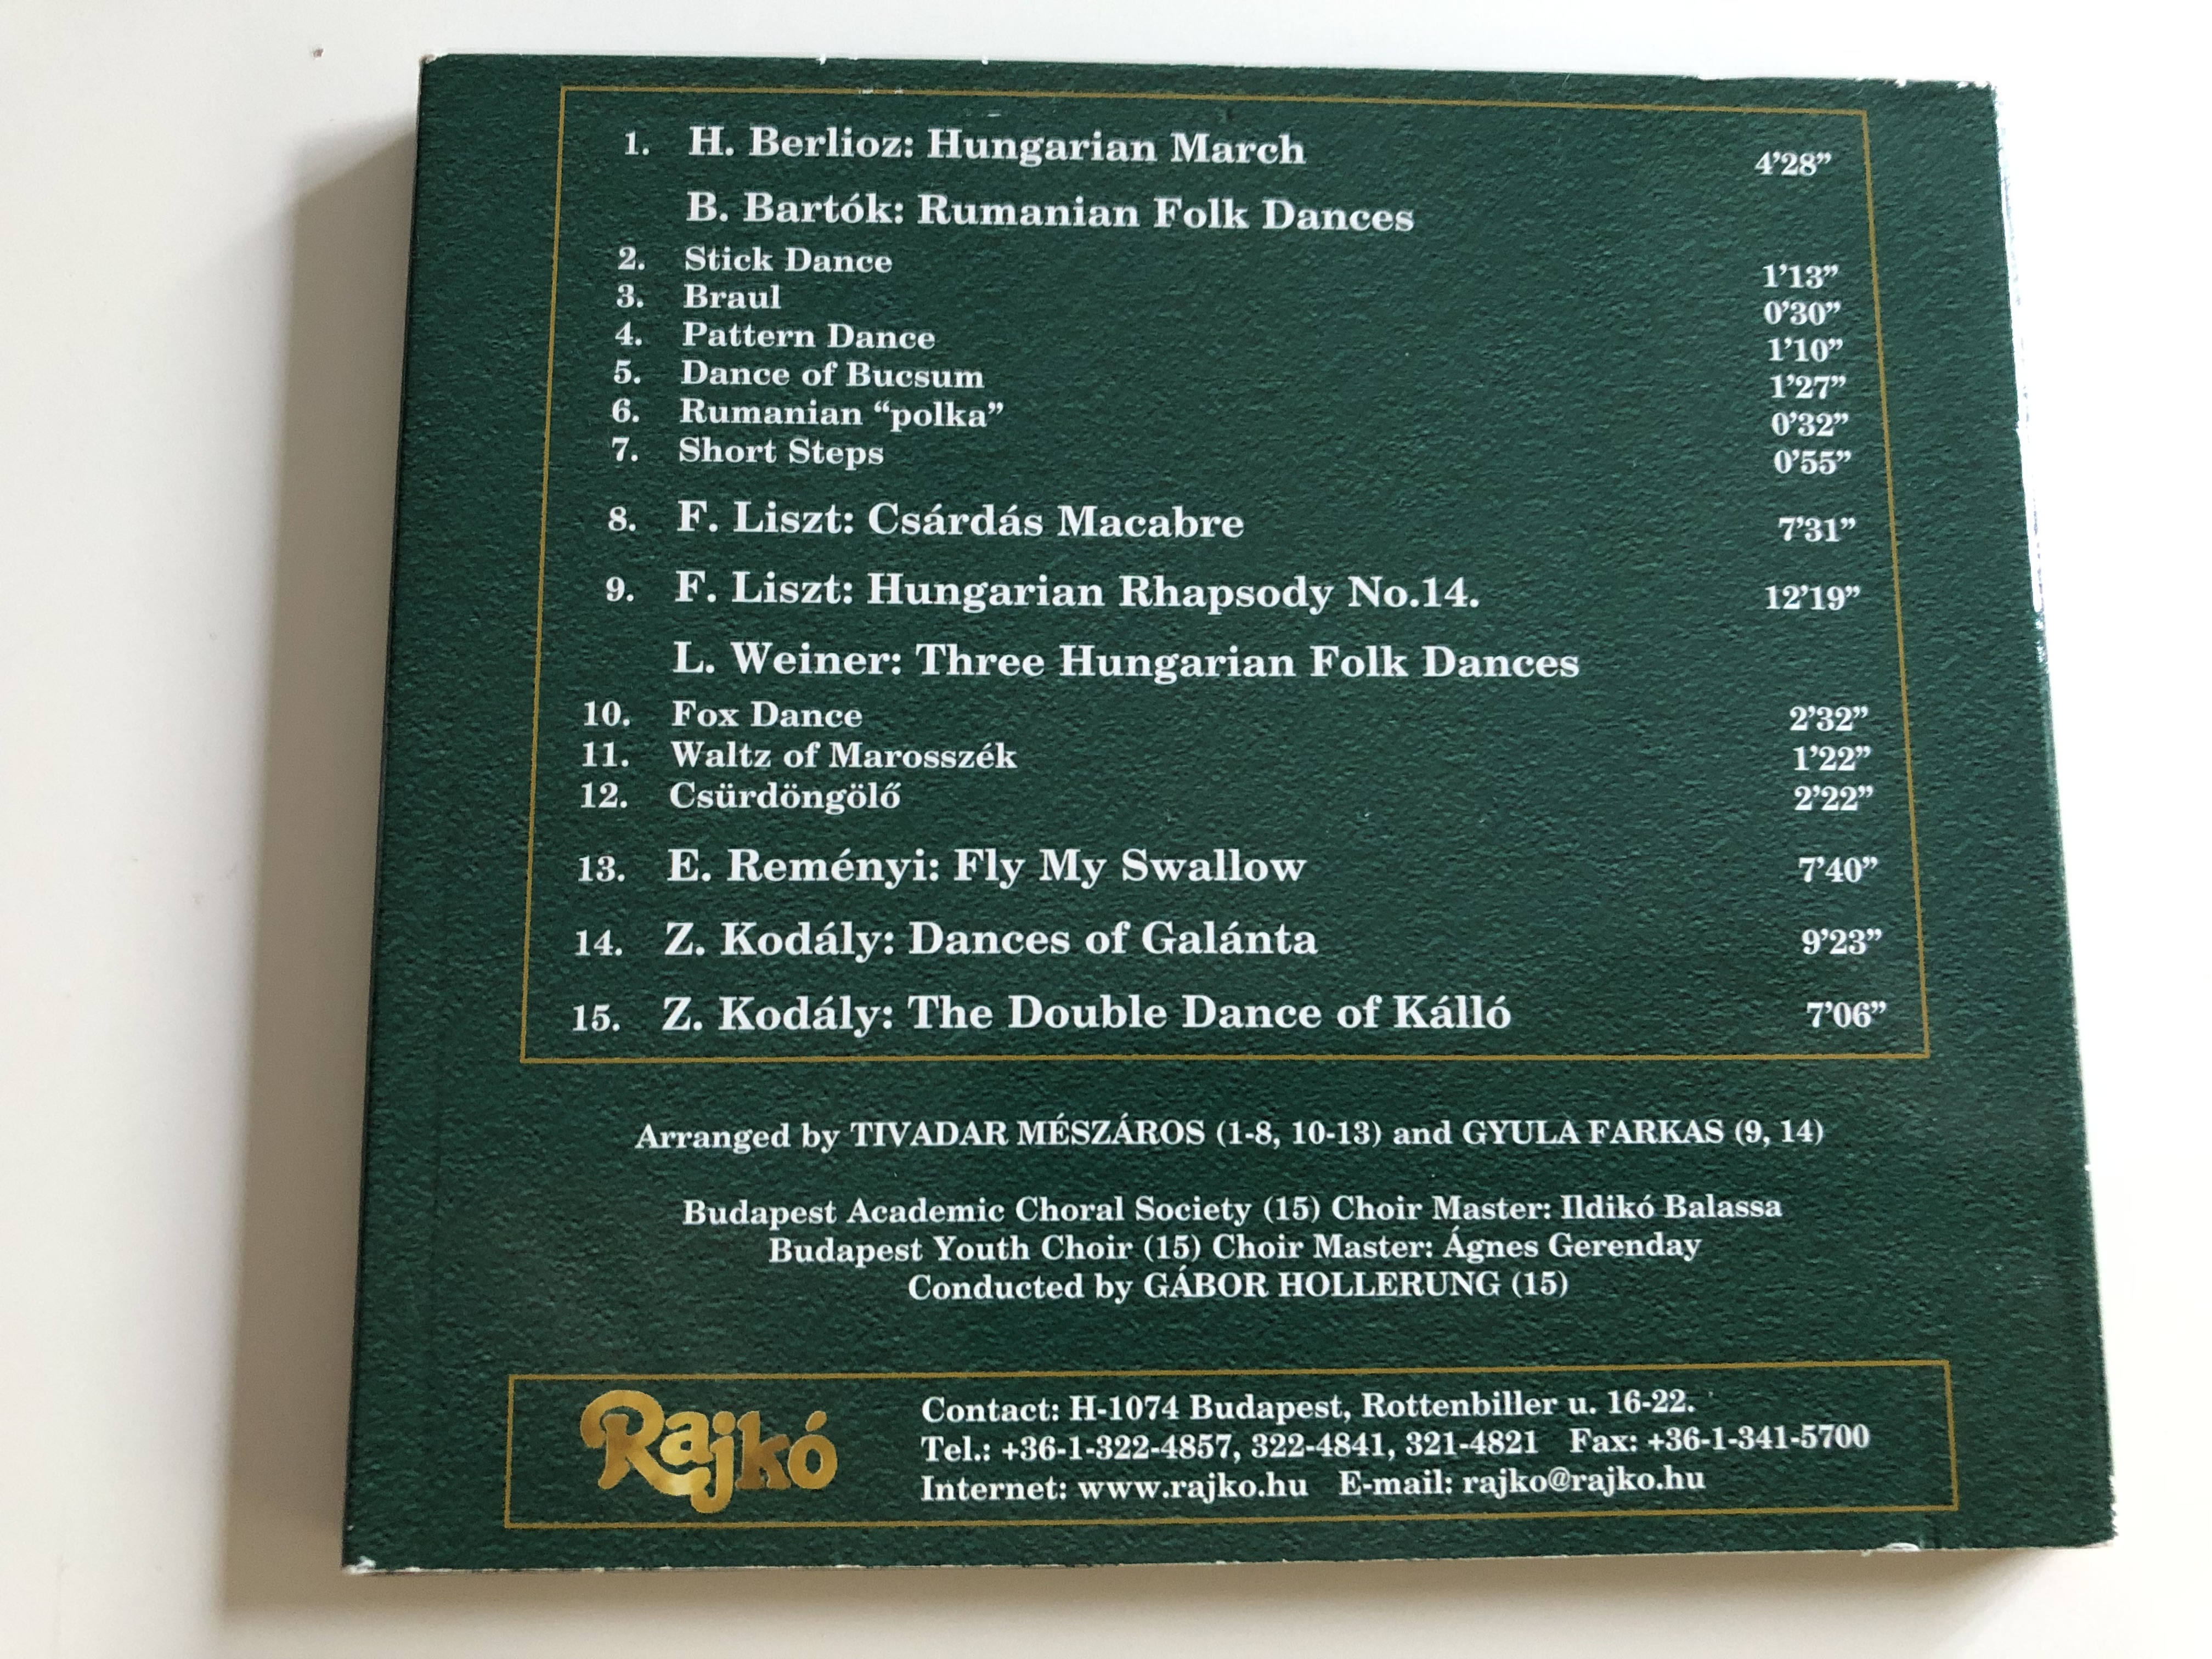 1. H. Berlioz: Hungarian March 4’28”
B. Bartók: Rumanian Folk Dances
2. Stick Dance 1’13”
3. Braul 0’30”
4. Pattern Dance 1’10”
5. Dance of Bucsum 1’27”
6. Rumanian “polka” 0’32”
7. Short Steps 0’55”
8. F. Liszt: Csárdás Macabre 7’31”
9. F. Liszt: Hungarian Rhapsody No.14. 12’19”
L. Weiner: Three Hungarian Folk Dances
10. Fox Dance 2’32”
11. Waltz of Marosszék 1’22”
12. Csürdöngölő 2’22”
13. E. Reményi: Fly My Swallow 7’40”
14. Z. Kodály: Dances of Galánta 9’23”
15. Z. Kodály: The Double Dance of Kálló 7’06”
Arranged by TIVADAR MÉSZÁROS (1-8, 10-13) and GYULA FARKAS (9, 14)
Budapest Academic Choral Society (15) Choir Master: Ildikó Balassa
Budapest Youth Choir (15) Choir Master: Ágnes Gerenday
Conducted by GÁBOR HOLLERUNG (15)
Rajkó
Contact: H-1074 Budapest, Rottenbiller u. 16-22.
Tel.: +36-1-322-4857, 322-4841, 321-4821 Fax: +36-1-341-5700
Internet: www.rajko.hu E-mail: rajko@rajko.hu